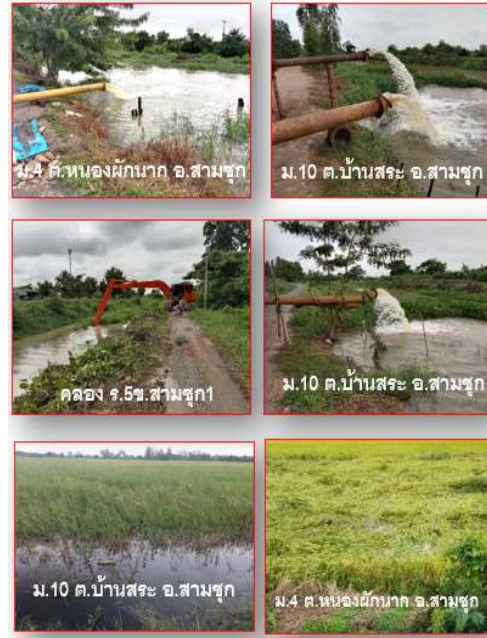 ม.4 ต.หนองผักนาก อ.สามชุก
ม.10 ต.บ้านสระ อ.สามชุก
คลอง ร.5ข.สามชุก1
ม.10 ต.บ้านสระ อ.สามชุก
ม.10 ต.บ้านสระ อ.สามชุก
ม.4 ต.หนองผักนาก อ.สามชุก